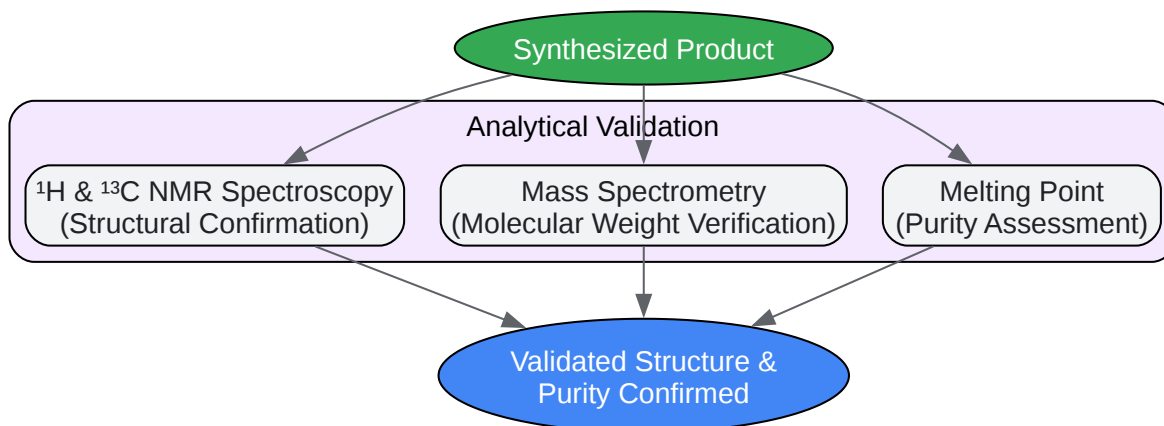 Synthesized Product
Analytical Validation
¹H & ¹³C NMR Spectroscopy
(Structural Confirmation)
Mass Spectrometry
(Molecular Weight Verification)
Melting Point
(Purity Assessment)
Validated Structure &
Purity Confirmed